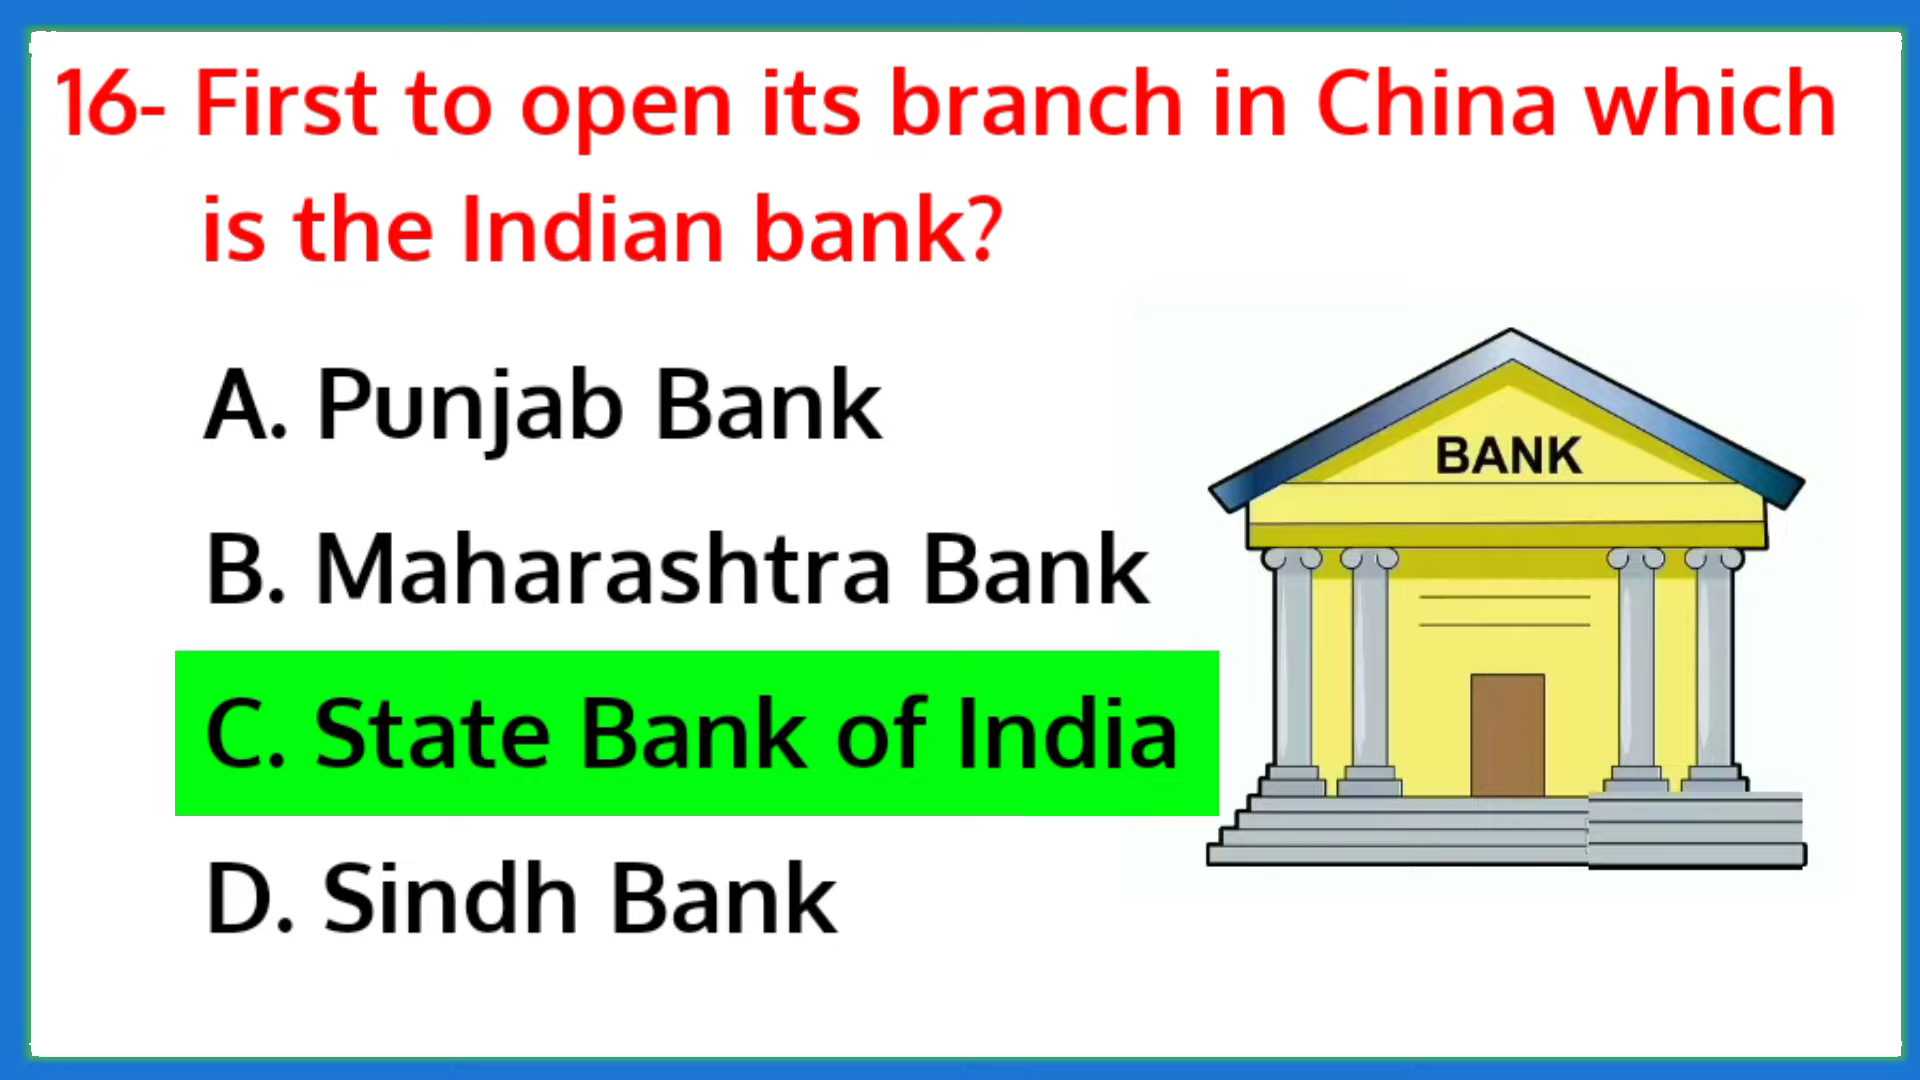 16- First to open its branch in China which
is the Indian bank?
A. Punjab Bank
BANK
B. Maharashtra Bank
C. State Bank of India
D. Sindh Bank